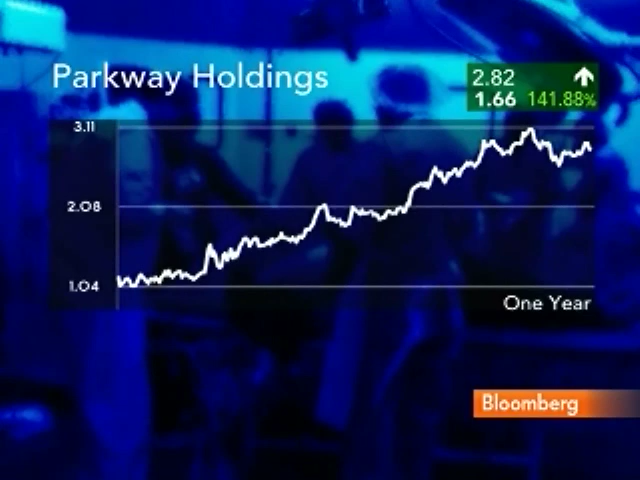 Parkway Holdings
2.82
1.66 141.88%
3.11
2.08
1.04
One Year
Bloomberg